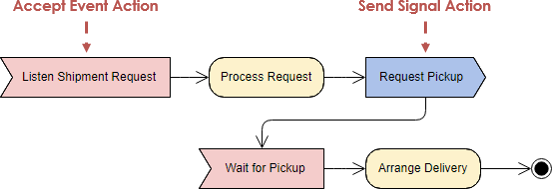 Accept Event Action
Send Signal Action
Listen Shipment Request
Process Request
Request Pickup
Wait for Pickup
Arrange Delivery